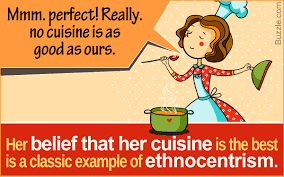 Mmm. perfect! Really.
no cuisine is as
good as ours.
Buzzle.com
Her belief that her cuisine is the best
is a classic example of ethnocentrism.